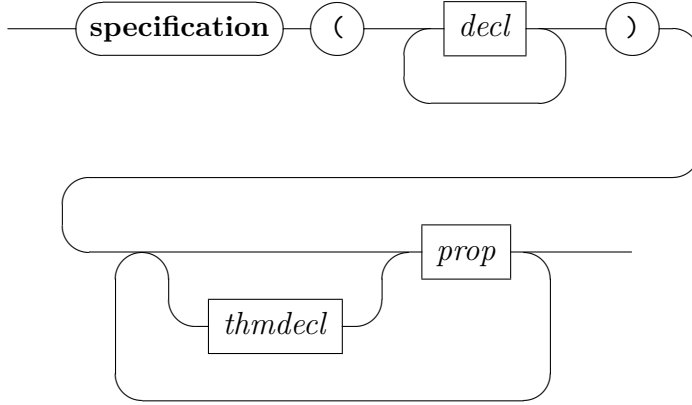 specification ( decl )
prop
thmdecl